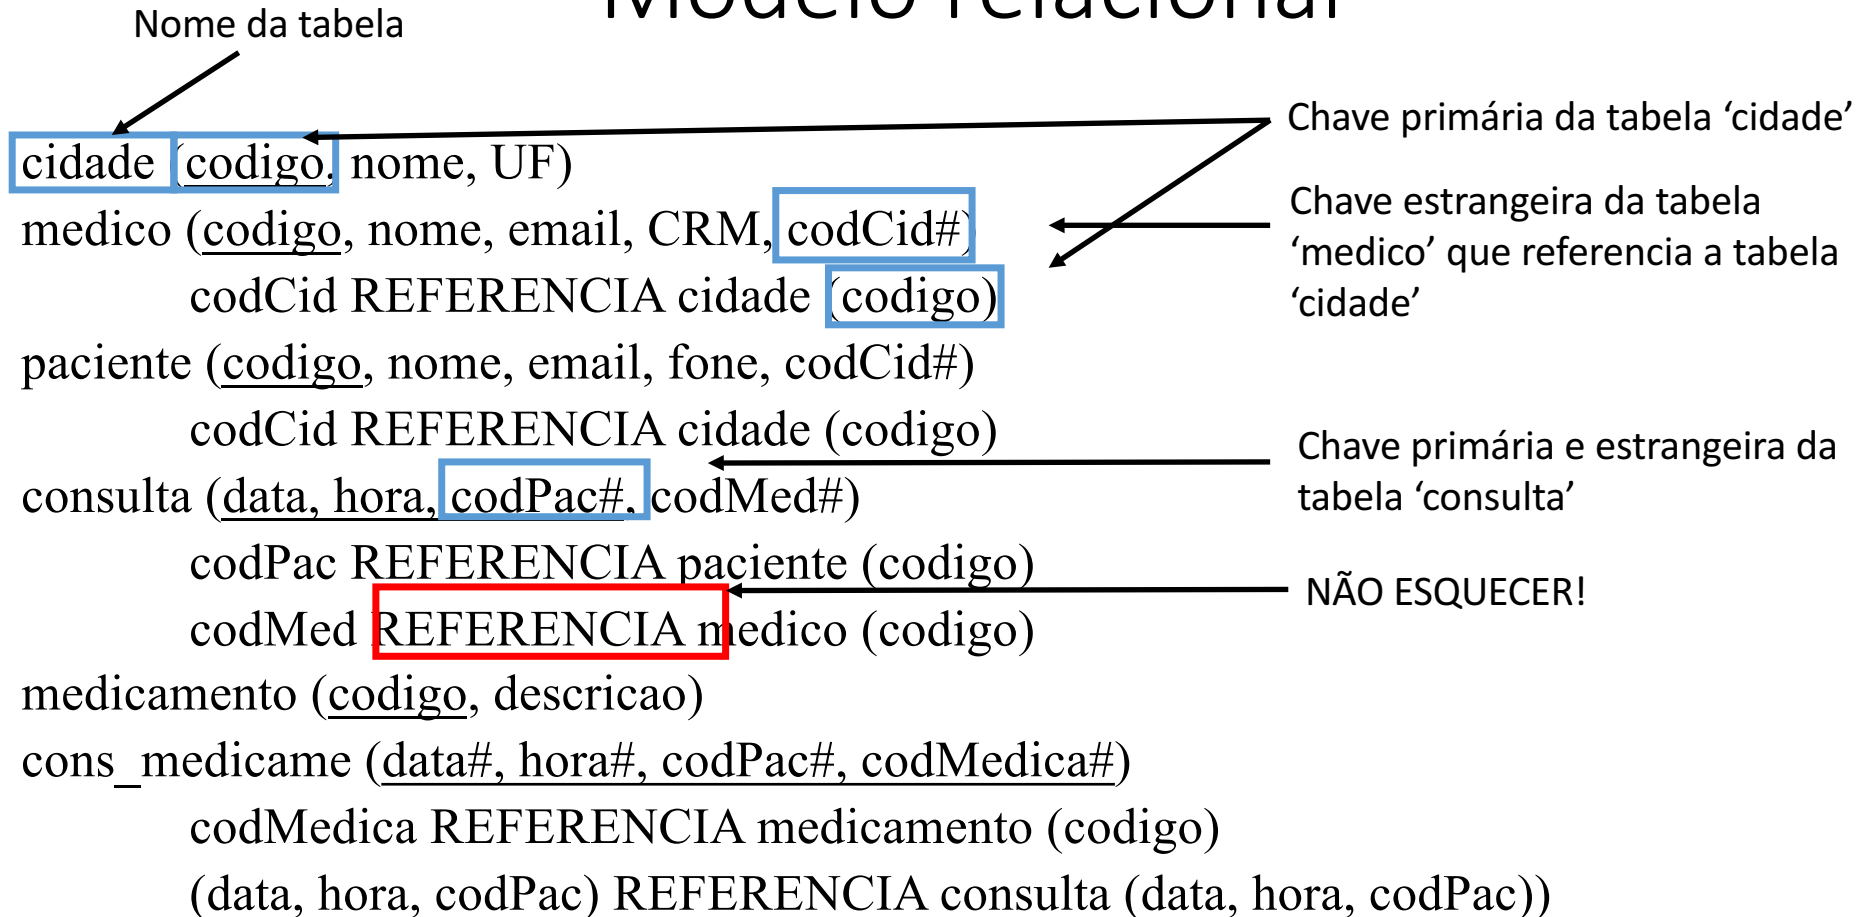 Modelo relacional
Nome da tabela
cidade (codigo, nome, UF)
medico (codigo, nome, email, CRM, codCid#)
codCid REFERENCIA cidade (codigo)
paciente (codigo, nome, email, fone, codCid#)
codCid REFERENCIA cidade (codigo)
consulta (data, hora, codPac#, codMed#)
codPac REFERENCIA paciente (codigo)
codMed REFERENCIA medico (codigo)
medicamento (codigo, descricao)
cons_medicame (data#, hora#, codPac#, codMedica#)
codMedica REFERENCIA medicamento (codigo)
(data, hora, codPac) REFERENCIA consulta (data, hora, codPac))
Chave primária da tabela ‘cidade’
Chave estrangeira da tabela
‘medico’ que referencia a tabela
‘cidade’
Chave primária e estrangeira da
tabela ‘consulta’
NÃO ESQUECER!